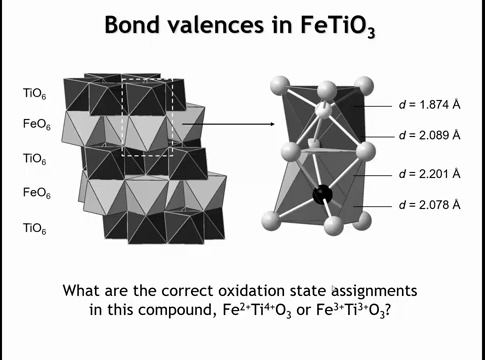 Bond valences in FeTiO₃
TiO₆
FeO₆
TiO₆
FeO₆
TiO₆
d = 1.874 Å
d = 2.089 Å
d = 2.201 Å
d = 2.078 Å
What are the correct oxidation state assignments
in this compound, Fe²⁺Ti⁴⁺O₃ or Fe³⁺Ti³⁺O₃?